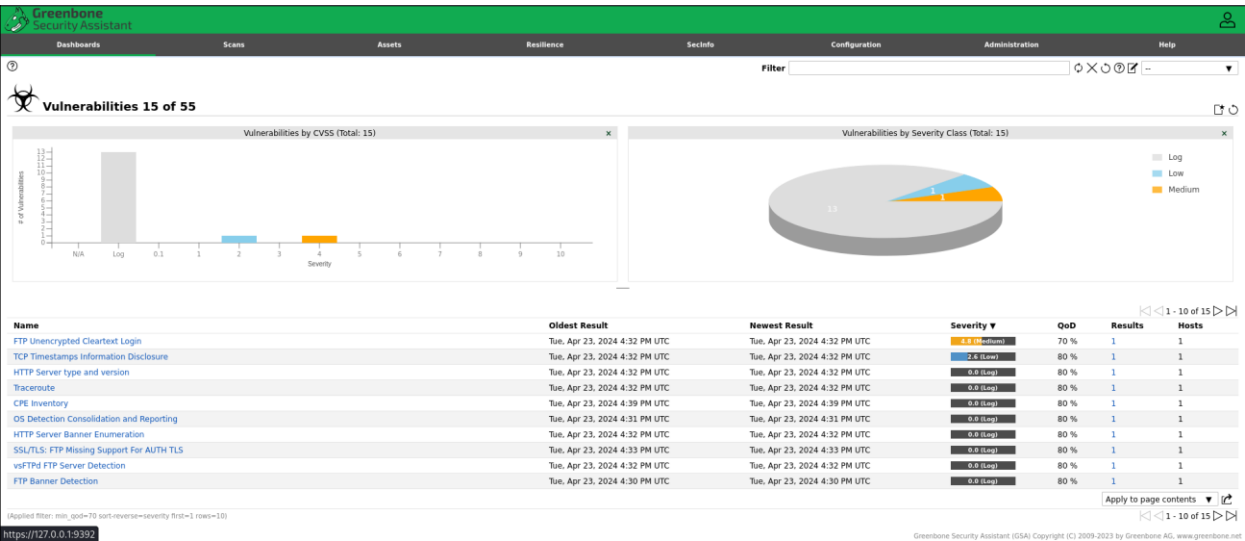 Greenbone
Security Assistant
Dashboards Scans Assets Resilience SecInfo Configuration Administration Help
Filter --
Vulnerabilities 15 of 55
Vulnerabilities by CVSS (Total: 15) ×
Vulnerabilities by Severity Class (Total: 15) ×
# of Vulnerabilities
13
12
11
10
9
8
7
6
5
4
3
2
1
0
N/A Log 0.1 1 2 3 4 5 6 7 8 9 10
Severity
13
1
1
Log
Low
Medium
1 - 10 of 15
Name Oldest Result Newest Result Severity ▼ QoD Results Hosts
FTP Unencrypted Cleartext Login Tue, Apr 23, 2024 4:32 PM UTC Tue, Apr 23, 2024 4:32 PM UTC 4.8 (Medium) 70 % 1 1
TCP Timestamps Information Disclosure Tue, Apr 23, 2024 4:32 PM UTC Tue, Apr 23, 2024 4:32 PM UTC 2.6 (Low) 80 % 1 1
HTTP Server type and version Tue, Apr 23, 2024 4:32 PM UTC Tue, Apr 23, 2024 4:32 PM UTC 0.0 (Log) 80 % 1 1
Traceroute Tue, Apr 23, 2024 4:32 PM UTC Tue, Apr 23, 2024 4:32 PM UTC 0.0 (Log) 80 % 1 1
CPE Inventory Tue, Apr 23, 2024 4:39 PM UTC Tue, Apr 23, 2024 4:39 PM UTC 0.0 (Log) 80 % 1 1
OS Detection Consolidation and Reporting Tue, Apr 23, 2024 4:31 PM UTC Tue, Apr 23, 2024 4:31 PM UTC 0.0 (Log) 80 % 1 1
HTTP Server Banner Enumeration Tue, Apr 23, 2024 4:32 PM UTC Tue, Apr 23, 2024 4:32 PM UTC 0.0 (Log) 80 % 1 1
SSL/TLS: FTP Missing Support For AUTH TLS Tue, Apr 23, 2024 4:33 PM UTC Tue, Apr 23, 2024 4:33 PM UTC 0.0 (Log) 80 % 1 1
vsFTPd FTP Server Detection Tue, Apr 23, 2024 4:32 PM UTC Tue, Apr 23, 2024 4:32 PM UTC 0.0 (Log) 80 % 1 1
FTP Banner Detection Tue, Apr 23, 2024 4:30 PM UTC Tue, Apr 23, 2024 4:30 PM UTC 0.0 (Log) 80 % 1 1
Apply to page contents ▼
(Applied filter: min_qod=70 sort-reverse=severity first=1 rows=10) 1 - 10 of 15
https://127.0.0.1:9392
Greenbone Security Assistant (GSA) Copyright (C) 2009-2023 by Greenbone AG, www.greenbone.net